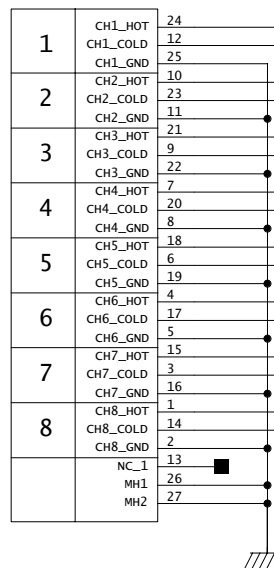 1
CH1_HOT 24
CH1_COLD 12
CH1_GND 25
2
CH2_HOT 10
CH2_COLD 23
CH2_GND 11
3
CH3_HOT 21
CH3_COLD 9
CH3_GND 22
4
CH4_HOT 7
CH4_COLD 20
CH4_GND 8
5
CH5_HOT 18
CH5_COLD 6
CH5_GND 19
6
CH6_HOT 4
CH6_COLD 17
CH6_GND 5
7
CH7_HOT 15
CH7_COLD 3
CH7_GND 16
8
CH8_HOT 1
CH8_COLD 14
CH8_GND 2
NC_1 13
MH1 26
MH2 27